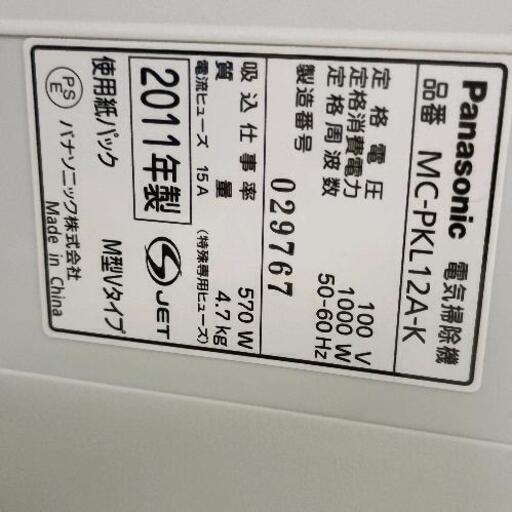 Panasonic 電気掃除機
品番 MC-PKL12A-K
定格電圧 100 V
定格消費電力 1000 W
定格周波数 50-60 Hz
製造番号 029767
吸込仕事率 570 W
質量 4.7 kg
電流ヒューズ 15A (特殊専用ヒューズ)
2011年製 S JET
使用紙パック M型Vタイプ
PS E パナソニック株式会社
Made in China